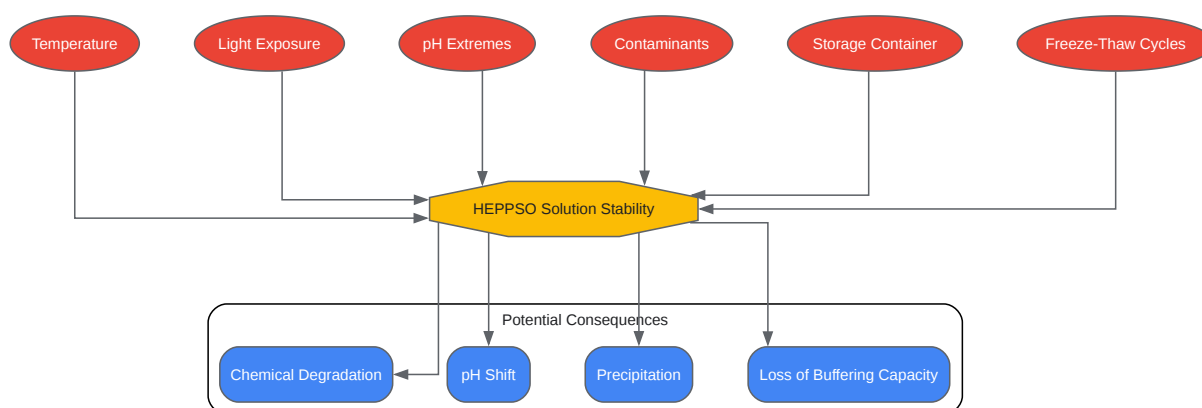 Temperature
Light Exposure
pH Extremes
Contaminants
Storage Container
Freeze-Thaw Cycles
HEPPSO Solution Stability
Potential Consequences
Chemical Degradation
pH Shift
Precipitation
Loss of Buffering Capacity